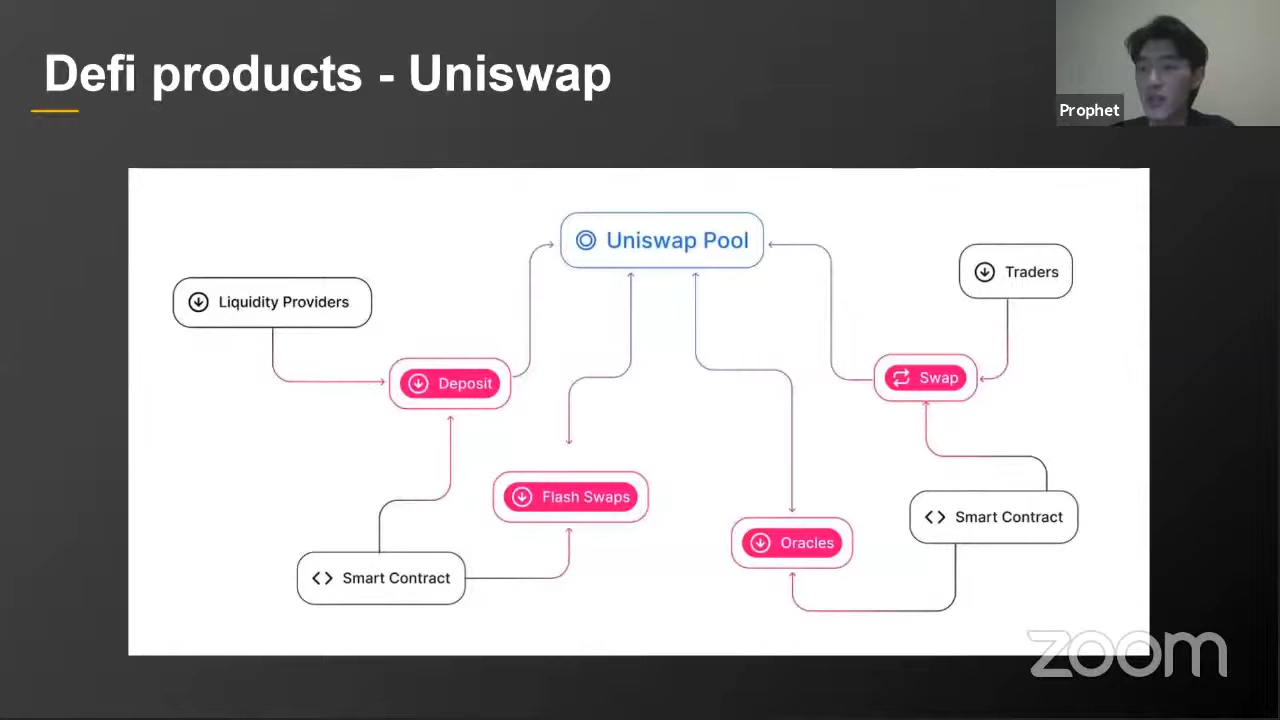 Defi products - Uniswap
Prophet
Uniswap Pool
Traders
Liquidity Providers
Deposit
Swap
Flash Swaps
Smart Contract
Oracles
Smart Contract
zoom